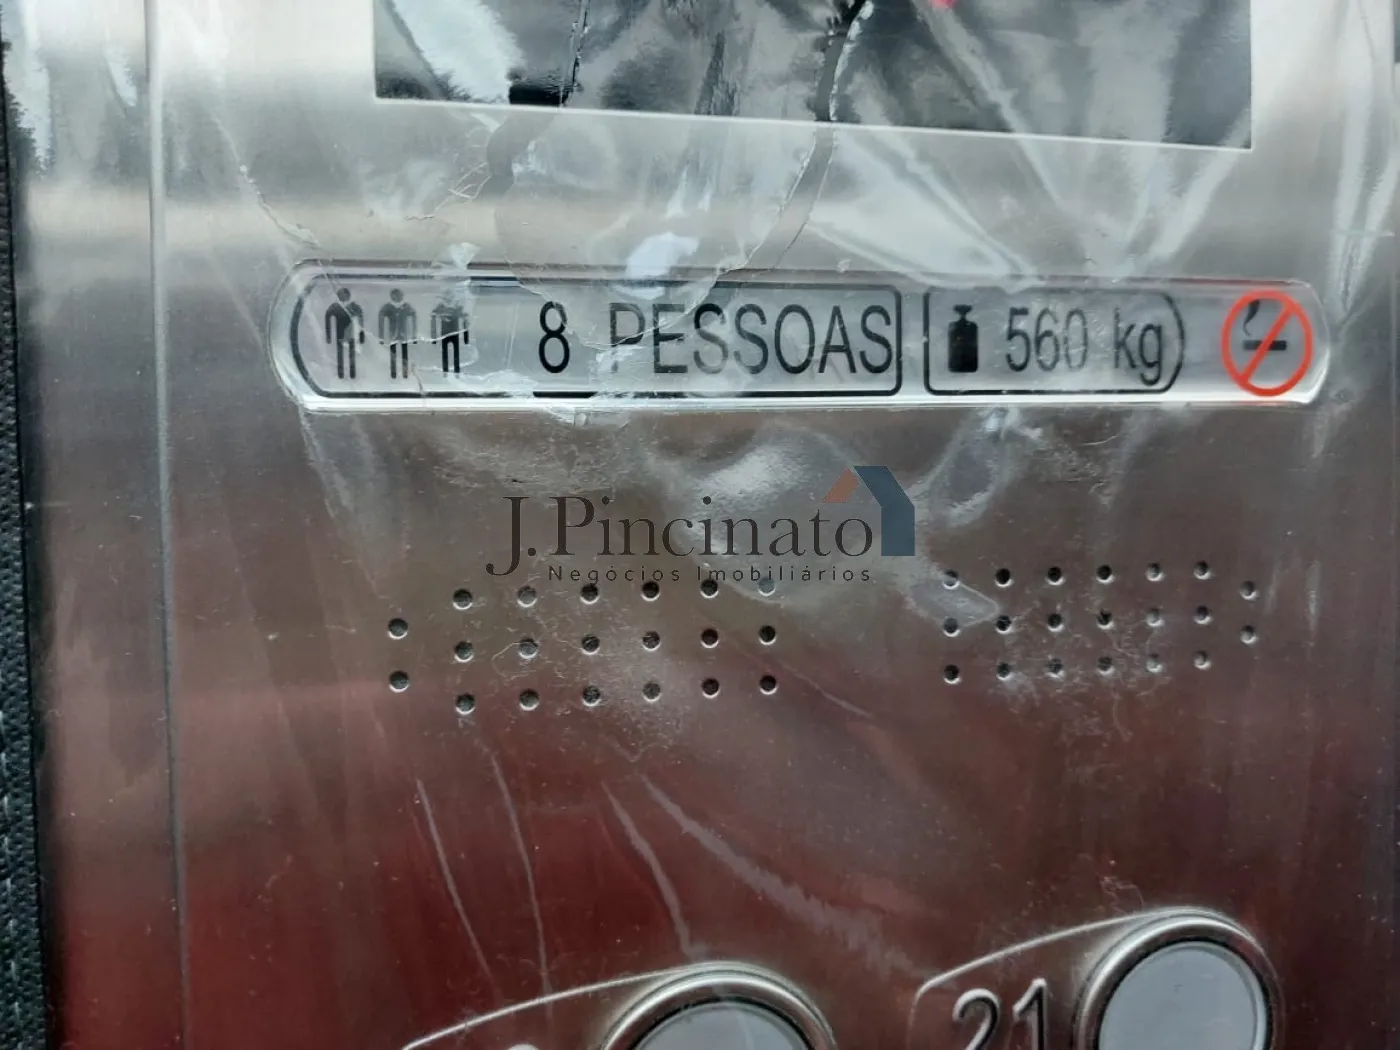 8 PESSOAS 560 kg
J. Pincinato
Negócios Imobiliários
21